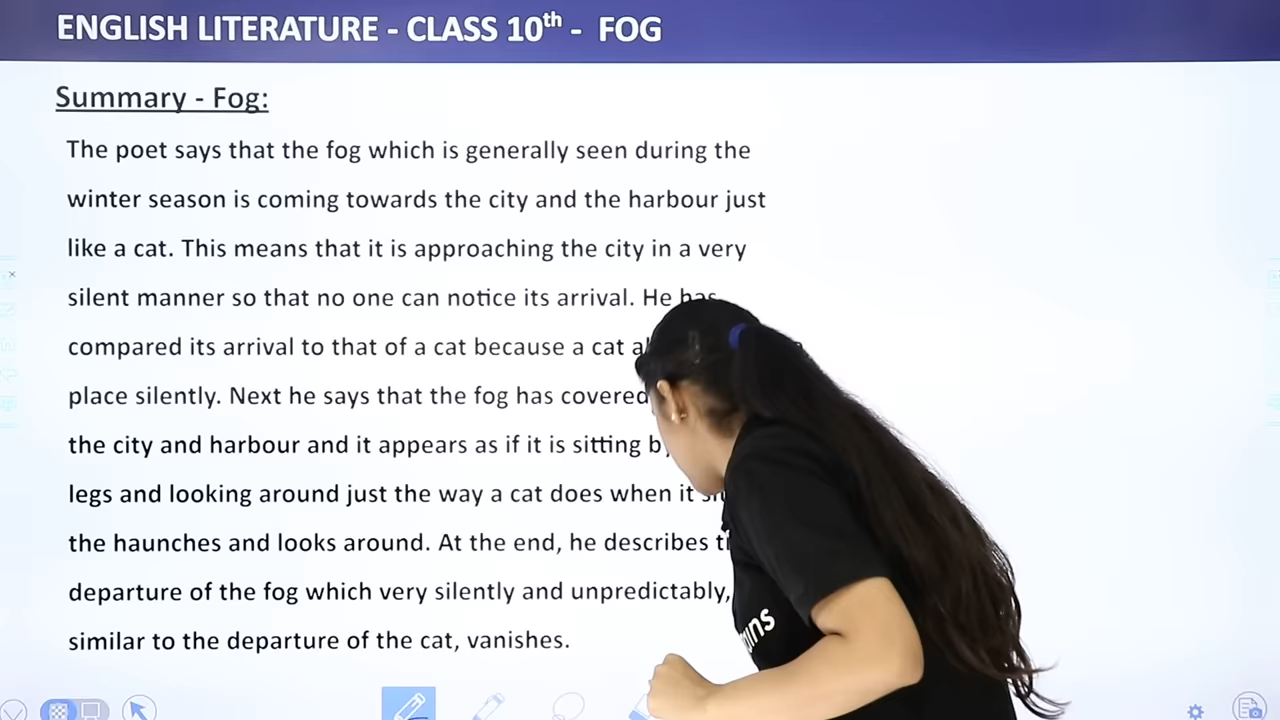 ENGLISH LITERATURE - CLASS 10th - FOG
Summary - Fog:
The poet says that the fog which is generally seen during the
winter season is coming towards the city and the harbour just
like a cat. This means that it is approaching the city in a very
silent manner so that no one can notice its arrival. He has
compared its arrival to that of a cat because a cat
place silently. Next he says that the fog has covered
the city and harbour and it appears as if it is sitting
legs and looking around just the way a cat does when it
the haunches and looks around. At the end, he describes
departure of the fog which very silently and unpredictably,
similar to the departure of the cat, vanishes.